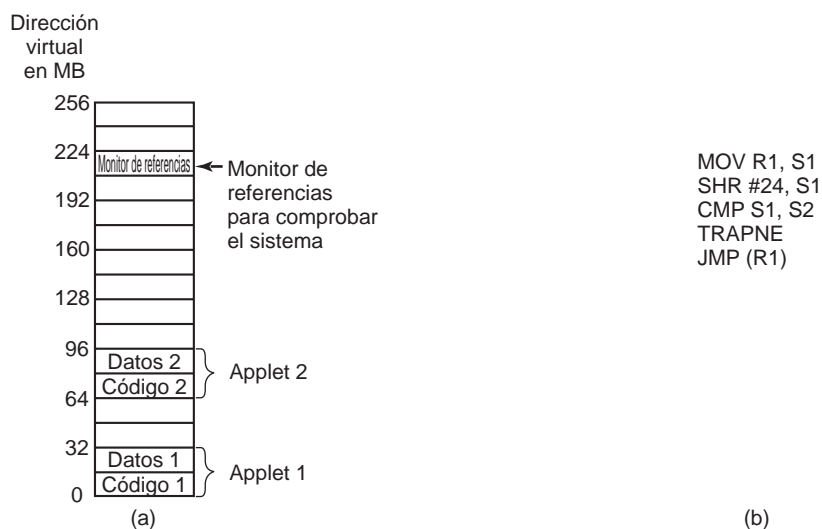 Dirección
virtual
en MB
256
224
Monitor de referencias
Monitor de
referencias
para comprobar
el sistema
192
160
128
96
Datos 2
Código 2
Applet 2
64
32
Datos 1
Código 1
Applet 1
0
(a)
MOV R1, S1
SHR #24, S1
CMP S1, S2
TRAPNE
JMP (R1)
(b)